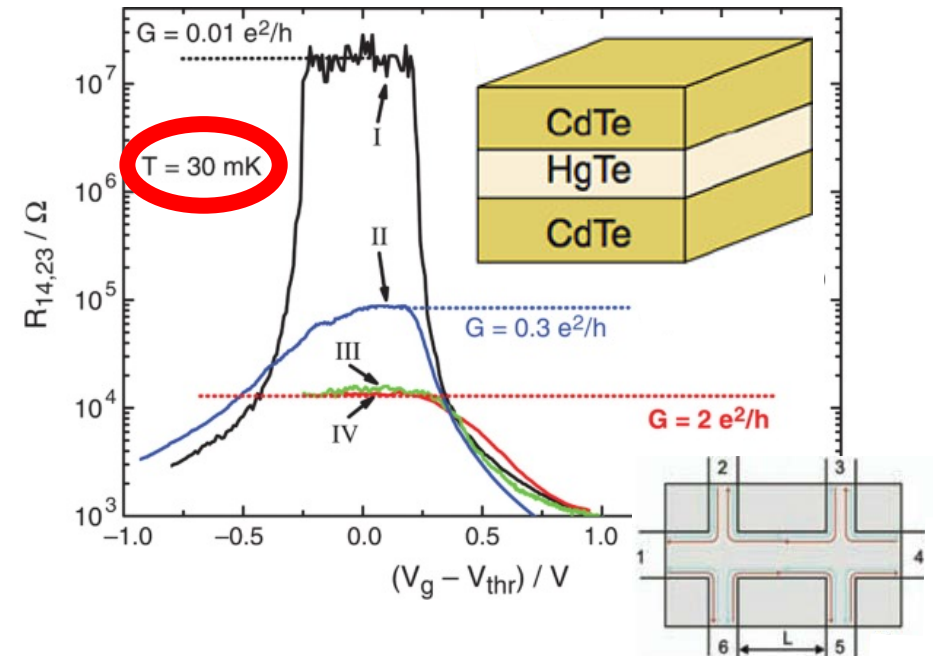 G = 0.01 e²/h
10⁷
I
T = 30 mK
10⁶
II
10⁵
G = 0.3 e²/h
III
10⁴
G = 2 e²/h
IV
10³
−1.0 −0.5 0.0 0.5 1.0
(Vg − Vthr) / V
R14,23 / Ω
CdTe
HgTe
CdTe
2 3
1 4
6 L 5